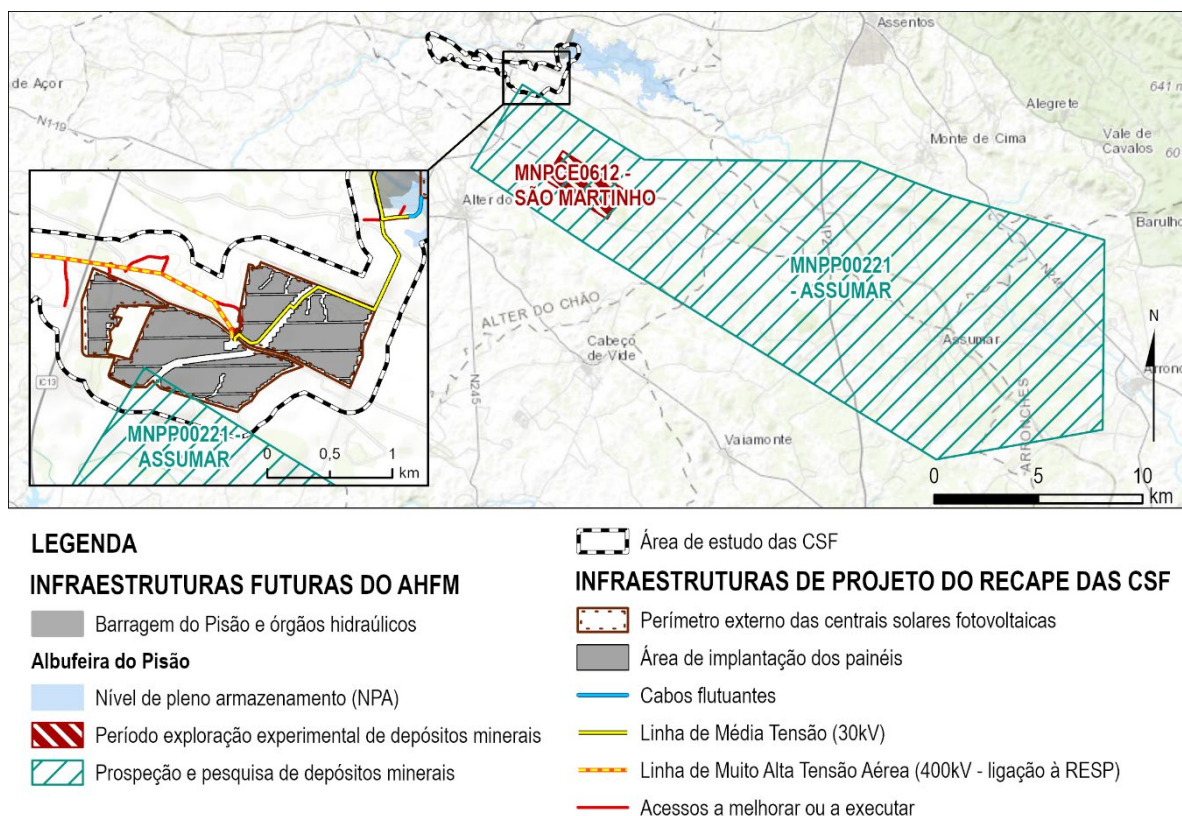 Assentos
de Açor
N119
Alegrete
641 m
Monte de Cima
Vale de
Cavalos
60
MNPCE0612 -
SÃO MARTINHO
Alter do
Barulho
IP2
N246
MNPP00221
- ASSUMAR
ALTER DO CHÃO
Cabeço
de Vide
Assumar
N245
ARRONCHES
Vaiamonte
N
0 5 10
km
IC13
MNPP00221 -
ASSUMAR
0 0,5 1
km
LEGENDA
INFRAESTRUTURAS FUTURAS DO AHFM
Barragem do Pisão e órgãos hidraúlicos
Albufeira do Pisão
Nível de pleno armazenamento (NPA)
Período exploração experimental de depósitos minerais
Prospeção e pesquisa de depósitos minerais
Área de estudo das CSF
INFRAESTRUTURAS DE PROJETO DO RECAPE DAS CSF
Perímetro externo das centrais solares fotovoltaicas
Área de implantação dos painéis
Cabos flutuantes
Linha de Média Tensão (30kV)
Linha de Muito Alta Tensão Aérea (400kV - ligação à RESP)
Acessos a melhorar ou a executar